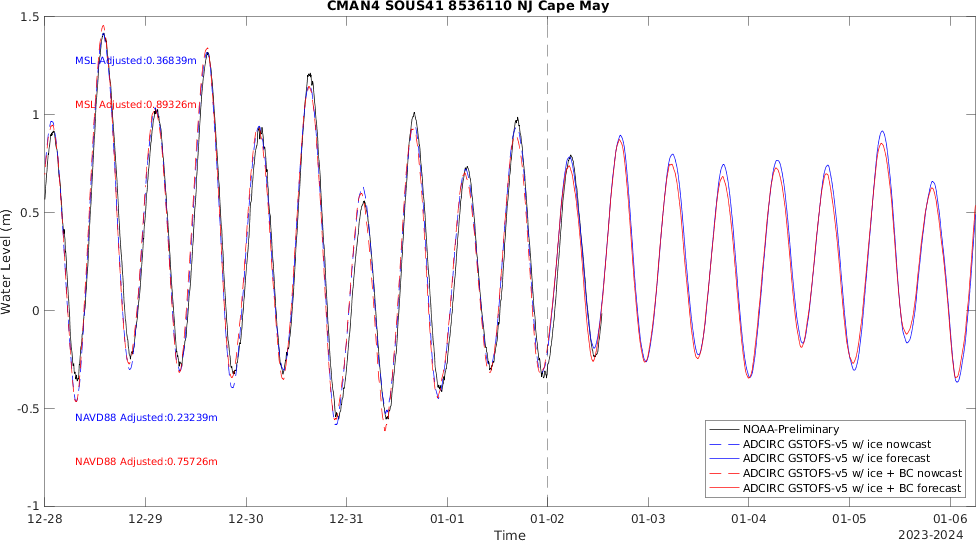 CMAN4 SOUS41 8536110 NJ Cape May
1.5
1
0.5
0
-0.5
-1
Water Level (m)
MSL Adjusted:0.36839m
MSL Adjusted:0.89326m
NAVD88 Adjusted:0.23239m
NAVD88 Adjusted:0.75726m
NOAA-Preliminary
ADCIRC GSTOFS-v5 w/ ice nowcast
ADCIRC GSTOFS-v5 w/ ice forecast
ADCIRC GSTOFS-v5 w/ ice + BC nowcast
ADCIRC GSTOFS-v5 w/ ice + BC forecast
12-28 12-29 12-30 12-31 01-01 01-02 01-03 01-04 01-05 01-06
Time
2023-2024